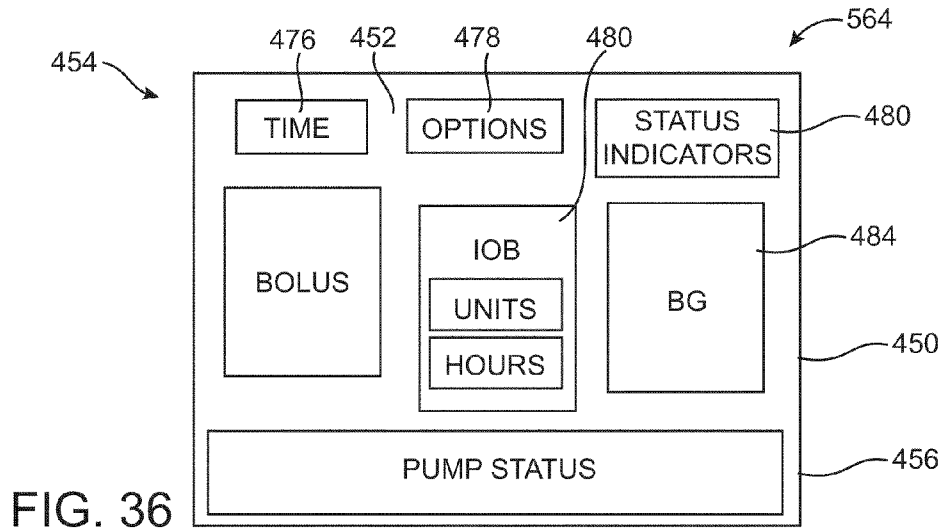 564
476 452 478 480
454
TIME
OPTIONS
STATUS
INDICATORS
480
BOLUS
IOB
UNITS
HOURS
BG
484
450
PUMP STATUS
456
FIG. 36